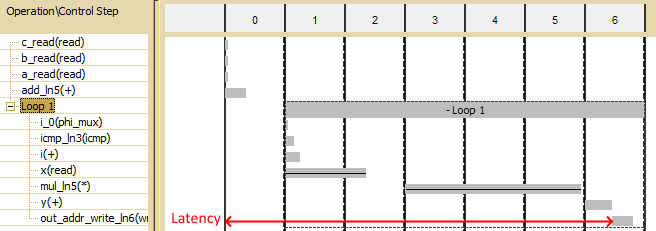 Operation\Control Step 0 1 2 3 4 5 6
c_read(read)
b_read(read)
a_read(read)
add_ln5(+)
Loop 1 - Loop 1
i_0(phi_mux)
icmp_ln3(icmp)
i(+)
x(read)
mul_ln5(*)
y(+)
out_addr_write_ln6(wr Latency